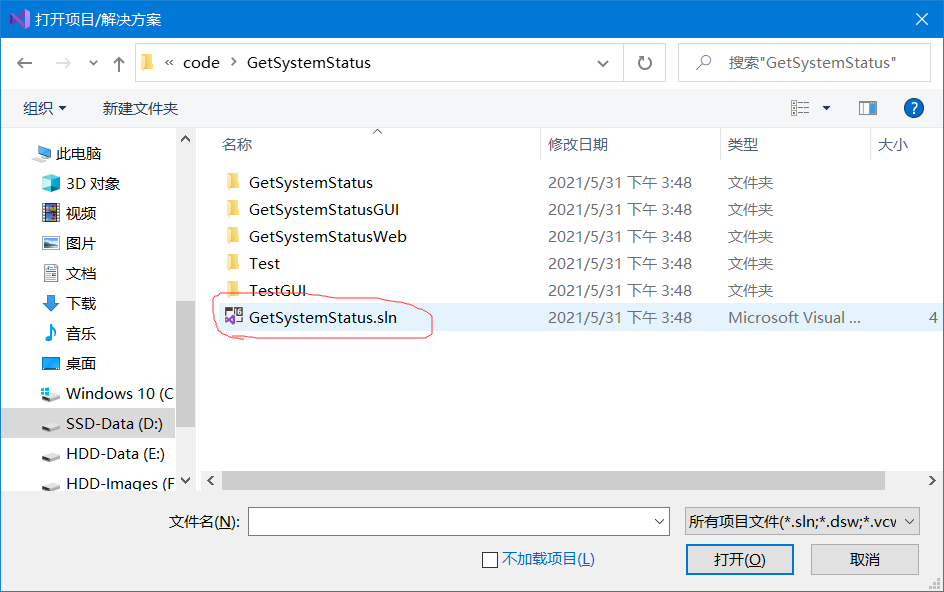 打开项目/解决方案
« code › GetSystemStatus
搜索"GetSystemStatus"
组织
新建文件夹
名称 修改日期 类型 大小
此电脑
3D 对象
视频
图片
文档
下载
音乐
桌面
Windows 10 (C
SSD-Data (D:)
HDD-Data (E:)
HDD-Images (F
GetSystemStatus 2021/5/31 下午 3:48 文件夹
GetSystemStatusGUI 2021/5/31 下午 3:48 文件夹
GetSystemStatusWeb 2021/5/31 下午 3:48 文件夹
Test 2021/5/31 下午 3:48 文件夹
TestGUI 2021/5/31 下午 3:48 文件夹
GetSystemStatus.sln 2021/5/31 下午 3:48 Microsoft Visual ... 4
文件名(N):
所有项目文件(*.sln;*.dsw;*.vcw
不加载项目(L)
打开(O)
取消